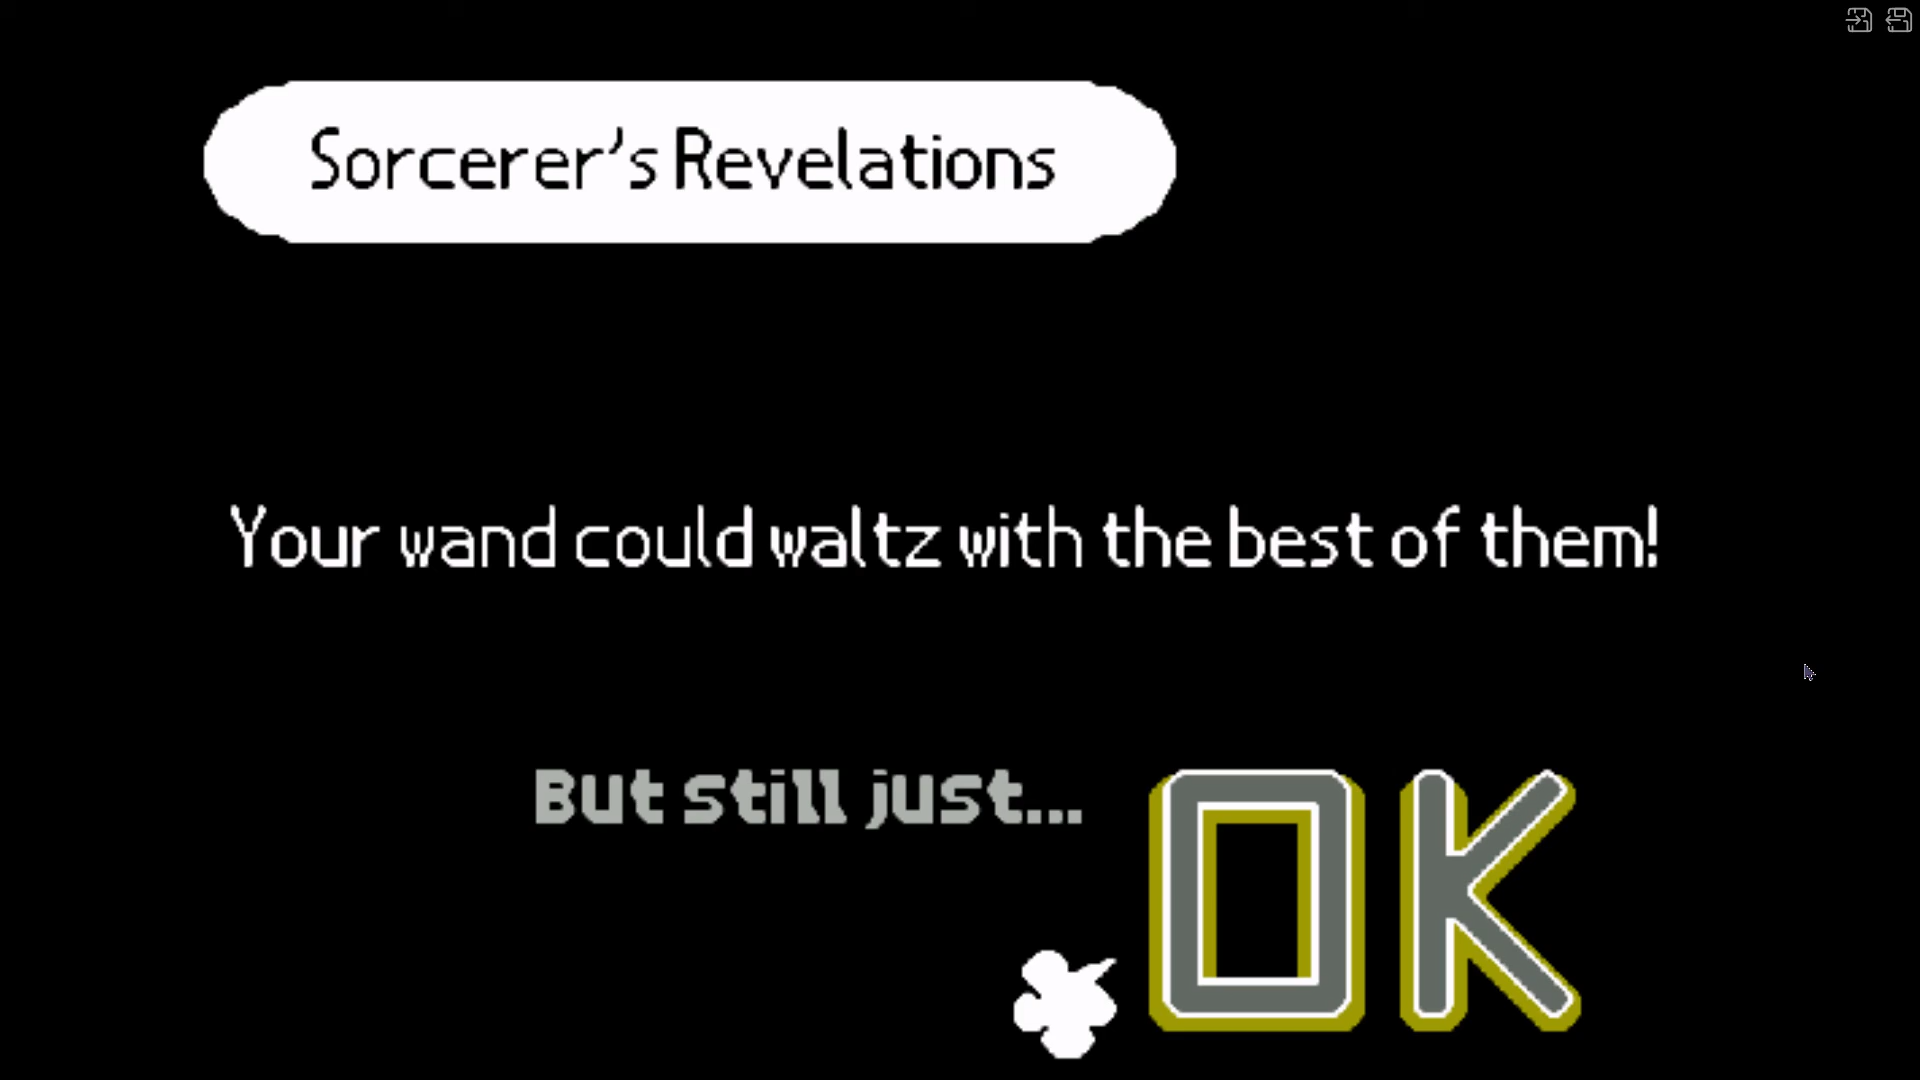 Sorcerer's Revelations
Your wand could waltz with the best of them!
But still just...
OK